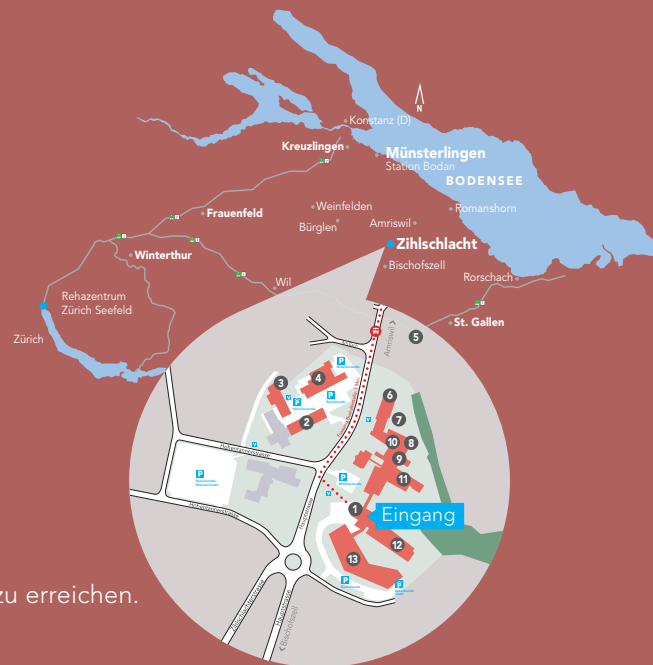 N
Konstanz (D)
Kreuzlingen
Münsterlingen
Station Bodan
BODENSEE
Weinfelden
Romanshorn
Frauenfeld
Bürglen
Amriswil
Zihlschlacht
Winterthur
Bischofszell
Wil
Rorschach
Rehazentrum
Zürich Seefeld
Zürich
St. Gallen
Amriswil
5
P
4
3
P
P
6
2
7
10
8
9
11
P
P
Hauptstrasse
1
Eingang
12
13
P
P
zu erreichen.
Hauptstrasse
Bischofszell